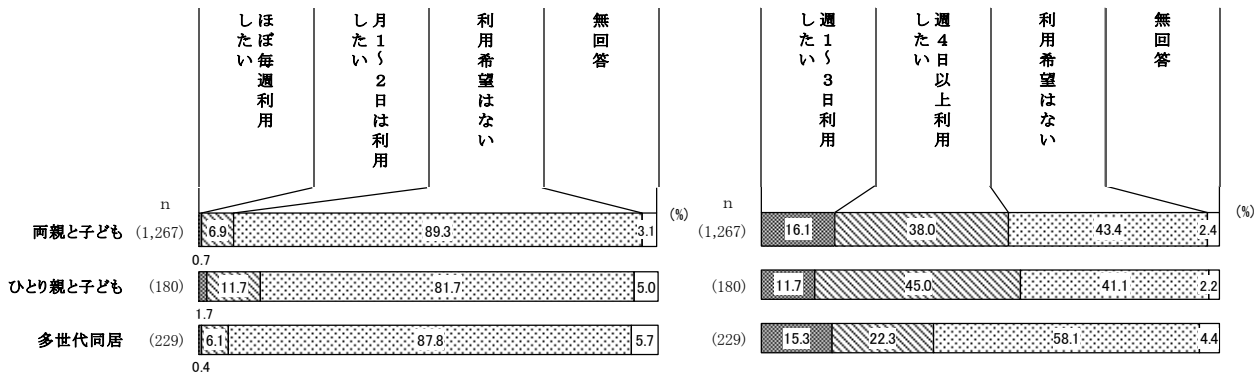 ほぼ毎週利用
したい
月1～2日は利用
したい
利用希望はない
無回答
n
(%)
両親と子ども (1,267) 6.9 89.3 3.1
0.7
ひとり親と子ども (180) 11.7 81.7 5.0
1.7
多世代同居 (229) 6.1 87.8 5.7
0.4
週1～3日利用
したい
週4日以上利用
したい
利用希望はない
無回答
n
(%)
(1,267) 16.1 38.0 43.4 2.4
(180) 11.7 45.0 41.1 2.2
(229) 15.3 22.3 58.1 4.4